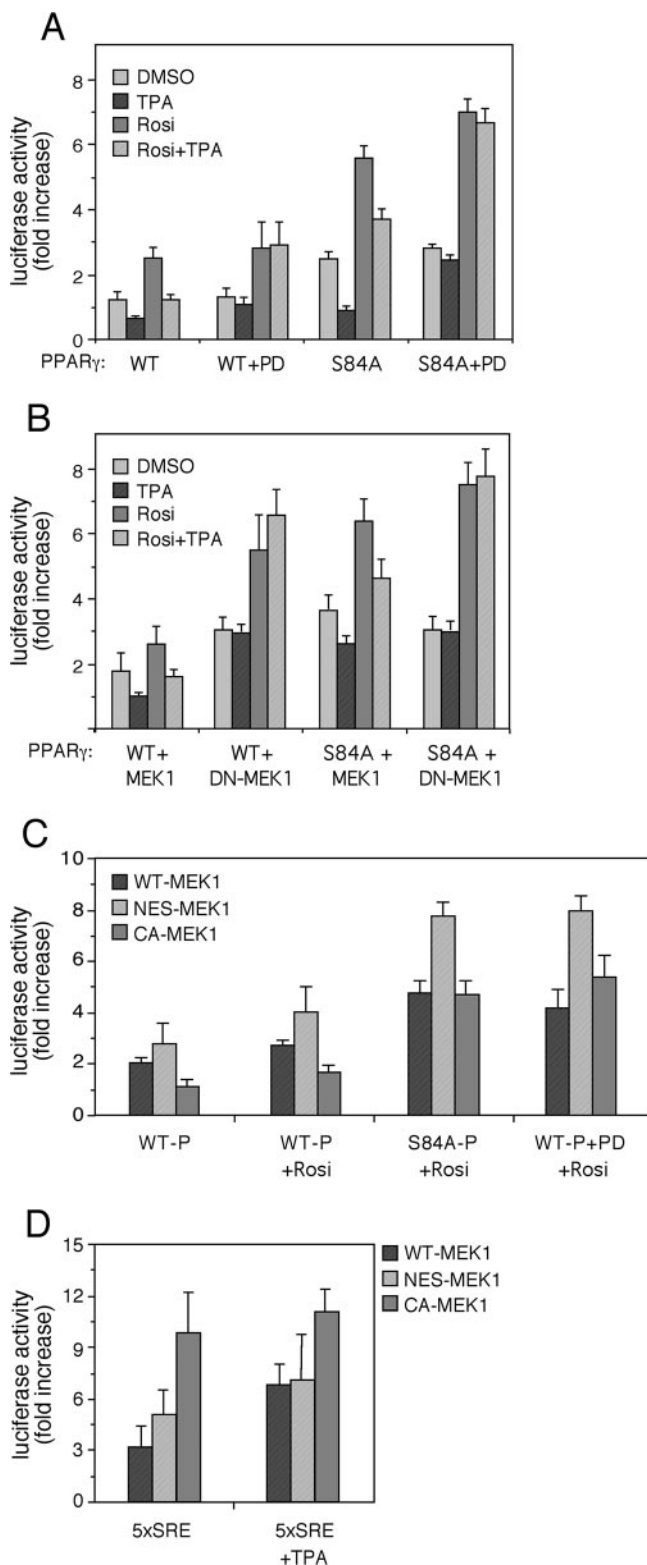 A
luciferase activity
(fold increase)
8
6
4
2
0
DMSO
TPA
Rosi
Rosi+TPA
PPARγ: WT WT+PD S84A S84A+PD
B
luciferase activity
(fold increase)
8
6
4
2
DMSO
TPA
Rosi
Rosi+TPA
PPARγ: WT+ WT+ S84A + S84A +
MEK1 DN-MEK1 MEK1 DN-MEK1
C
luciferase activity
(fold increase)
10
8
6
4
2
0
WT-MEK1
NES-MEK1
CA-MEK1
WT-P WT-P S84A-P WT-P+PD
+Rosi +Rosi +Rosi
D
luciferase activity
(fold increase)
15
12
9
6
3
0
WT-MEK1
NES-MEK1
CA-MEK1
5xSRE 5xSRE
+TPA